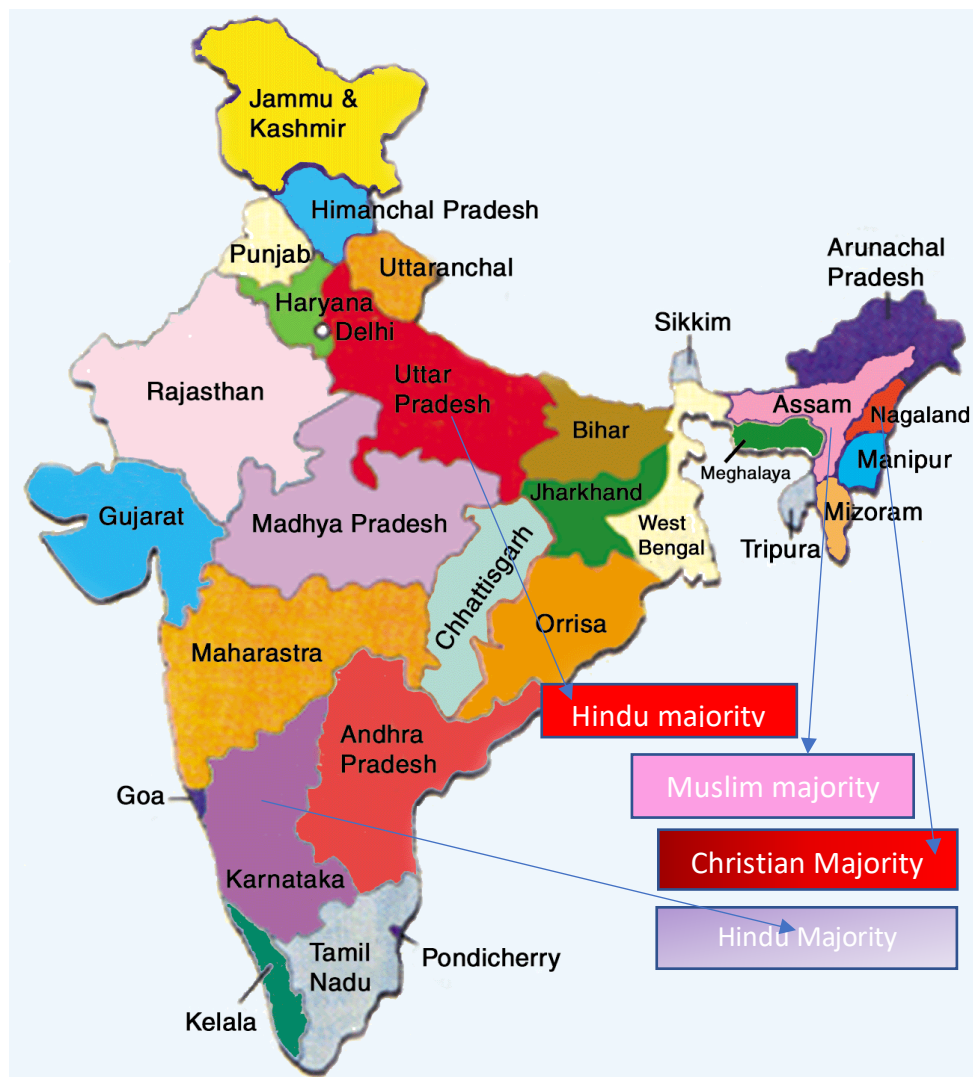 Jammu &
Kashmir
Himanchal Pradesh
Punjab
Uttaranchal
Arunachal
Pradesh
Haryana
Delhi
Sikkim
Rajasthan
Uttar
Pradesh
Assam
Nagaland
Bihar
Manipur
Meghalaya
Jharkhand
Gujarat
Madhya Pradesh
West
Bengal
Mizoram
Tripura
Chhattisgarh
Orrisa
Maharastra
Hindu majority
Andhra
Pradesh
Muslim majority
Goa
Christian Majority
Karnataka
Hindu Majority
Tamil
Nadu
Pondicherry
Kelala